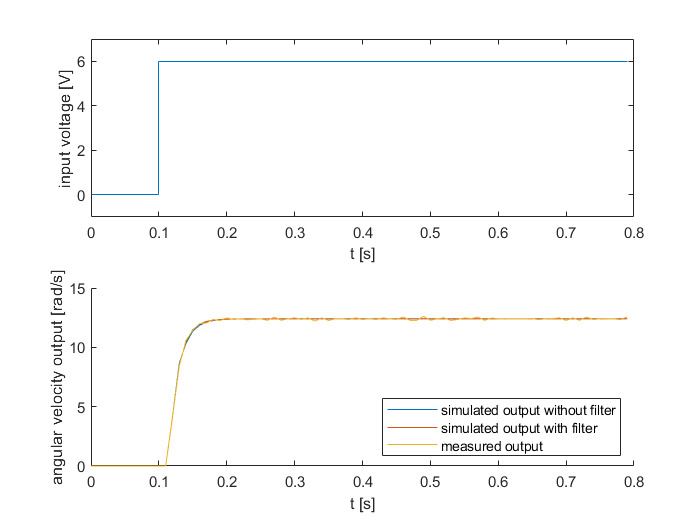 input voltage [V]
6
4
2
0
0 0.1 0.2 0.3 0.4 0.5 0.6 0.7 0.8
t [s]
angular velocity output [rad/s]
15
10
5
0
simulated output without filter
simulated output with filter
measured output
0 0.1 0.2 0.3 0.4 0.5 0.6 0.7 0.8
t [s]